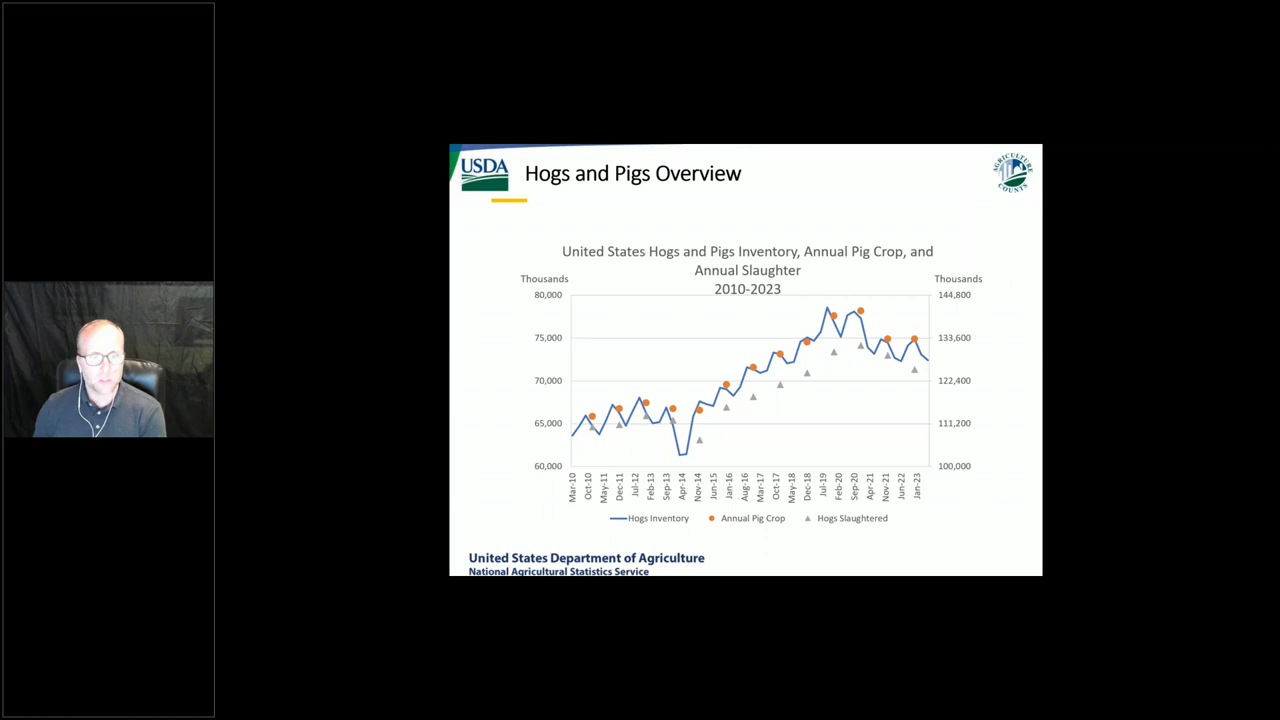 USDA
Hogs and Pigs Overview
AGRICULTURE
COUNTS
United States Hogs and Pigs Inventory, Annual Pig Crop, and
Annual Slaughter
2010-2023
Thousands
Thousands
80,000
75,000
70,000
65,000
60,000
144,800
133,600
122,400
111,200
100,000
Mar-10
Oct-10
May-11
Dec-11
Jul-12
Feb-13
Sep-13
Apr-14
Nov-14
Jun-15
Jan-16
Aug-16
Mar-17
Oct-17
May-18
Dec-18
Jul-19
Feb-20
Sep-20
Apr-21
Nov-21
Jun-22
Jan-23
Hogs Inventory
Annual Pig Crop
Hogs Slaughtered
United States Department of Agriculture
National Agricultural Statistics Service